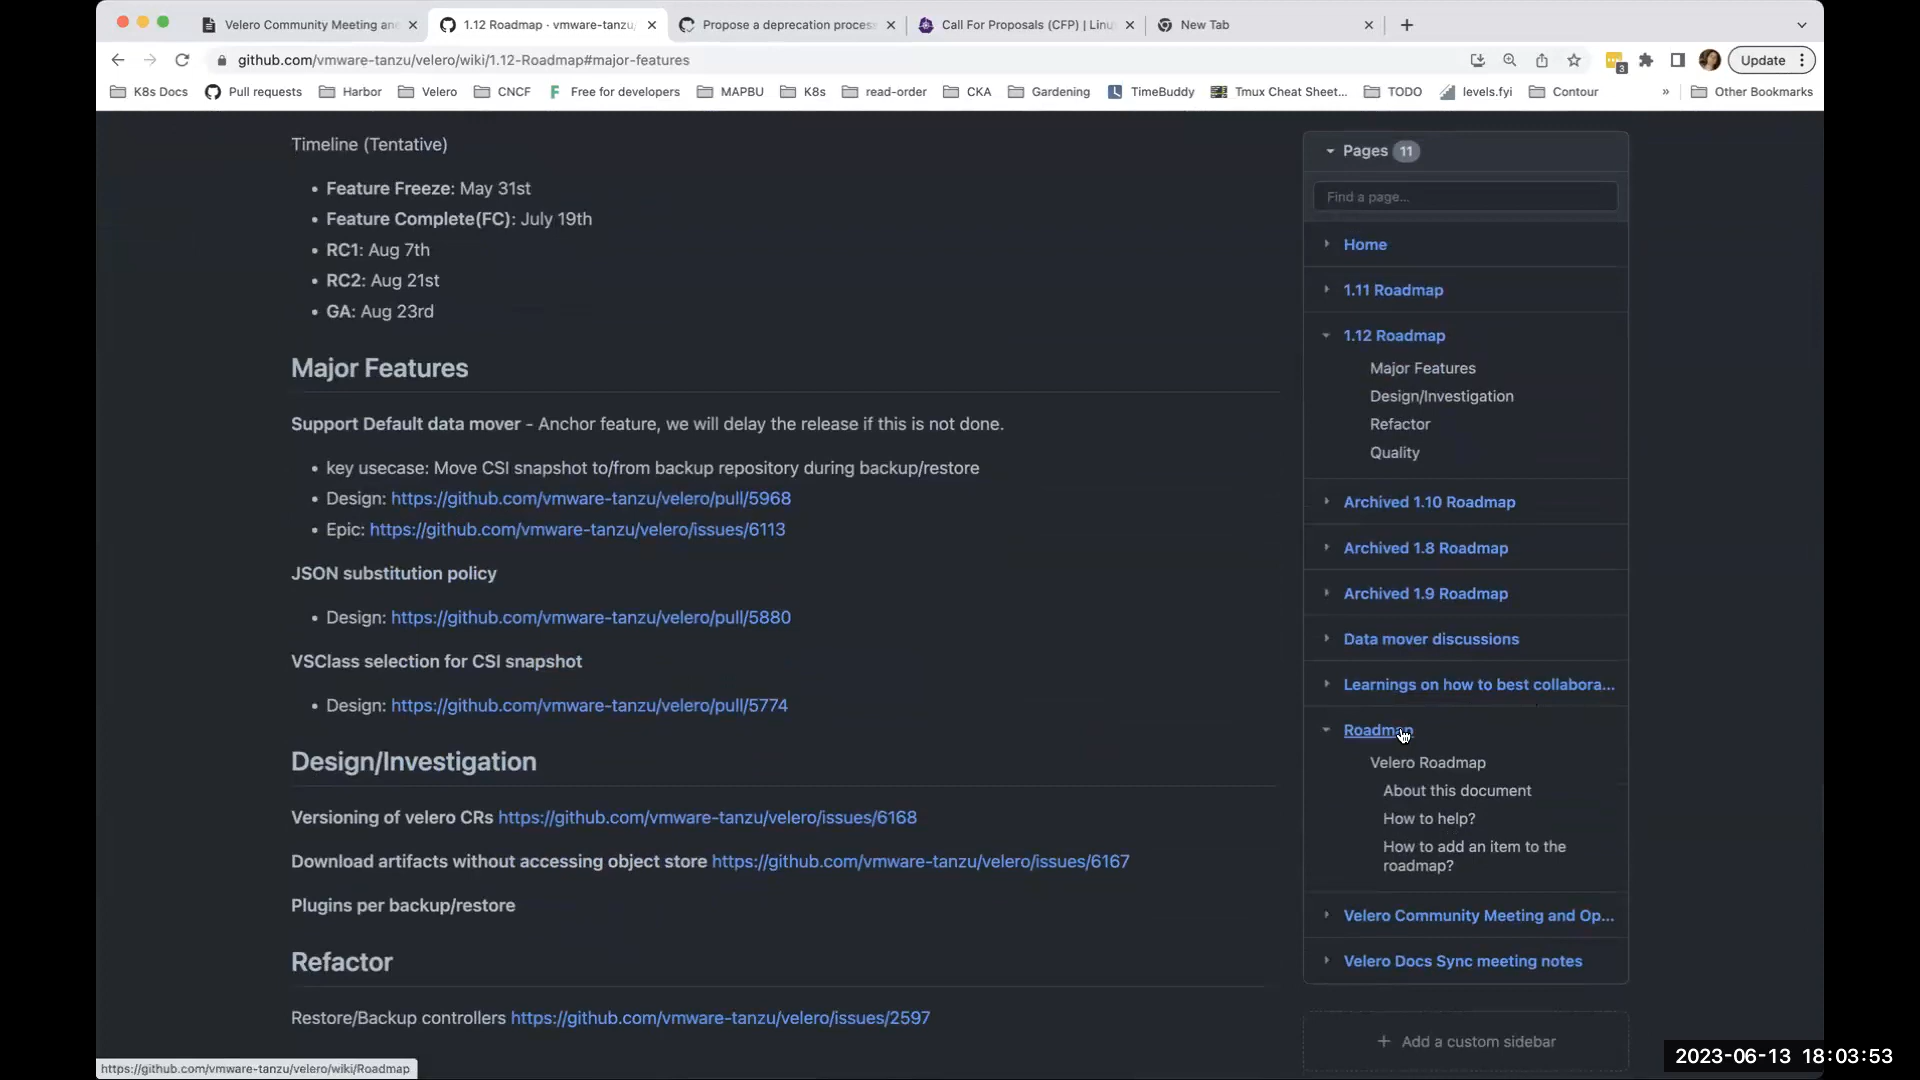 Velero Community Meeting an
1.12 Roadmap · vmware-tanzu/
Propose a deprecation process
Call For Proposals (CFP) | Linu
New Tab
github.com/vmware-tanzu/velero/wiki/1.12-Roadmap#major-features
3
Update
K8s Docs
Pull requests
Harbor
Velero
CNCF
Free for developers
MAPBU
K8s
read-order
CKA
Gardening
TimeBuddy
Tmux Cheat Sheet...
TODO
levels.fyi
Contour
»
Other Bookmarks
Timeline (Tentative)
• Feature Freeze: May 31st
• Feature Complete(FC): July 19th
• RC1: Aug 7th
• RC2: Aug 21st
• GA: Aug 23rd
Major Features
Support Default data mover - Anchor feature, we will delay the release if this is not done.
• key usecase: Move CSI snapshot to/from backup repository during backup/restore
• Design: https://github.com/vmware-tanzu/velero/pull/5968
• Epic: https://github.com/vmware-tanzu/velero/issues/6113
JSON substitution policy
• Design: https://github.com/vmware-tanzu/velero/pull/5880
VSClass selection for CSI snapshot
• Design: https://github.com/vmware-tanzu/velero/pull/5774
Design/Investigation
Versioning of velero CRs https://github.com/vmware-tanzu/velero/issues/6168
Download artifacts without accessing object store https://github.com/vmware-tanzu/velero/issues/6167
Plugins per backup/restore
Refactor
Restore/Backup controllers https://github.com/vmware-tanzu/velero/issues/2597
Pages 11
Find a page...
Home
1.11 Roadmap
1.12 Roadmap
Major Features
Design/Investigation
Refactor
Quality
Archived 1.10 Roadmap
Archived 1.8 Roadmap
Archived 1.9 Roadmap
Data mover discussions
Learnings on how to best collabora...
Roadmap
Velero Roadmap
About this document
How to help?
How to add an item to the
roadmap?
Velero Community Meeting and Op...
Velero Docs Sync meeting notes
+ Add a custom sidebar
https://github.com/vmware-tanzu/velero/wiki/Roadmap
2023-06-13 18:03:53